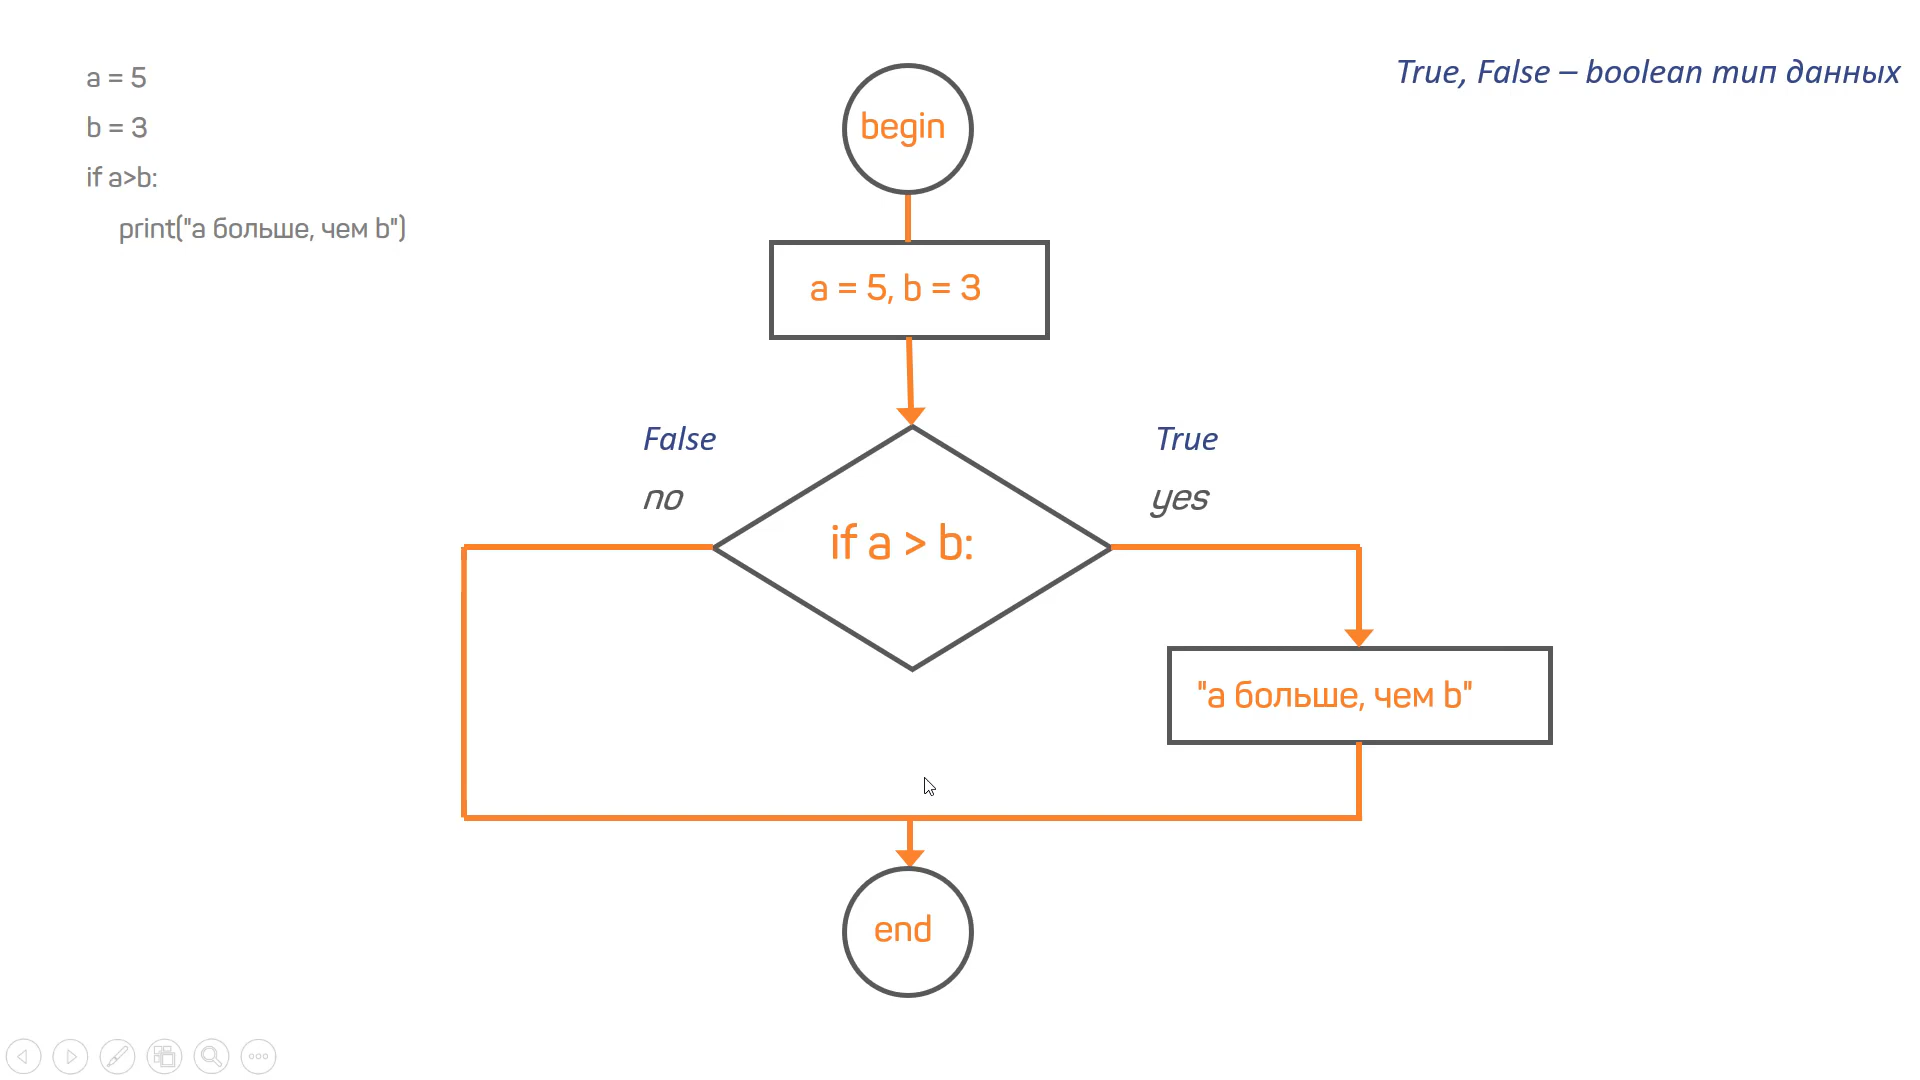 a = 5
b = 3
if a>b:
print("a больше, чем b")
True, False – boolean тип данных
begin
a = 5, b = 3
False
no
True
yes
if a > b:
"a больше, чем b"
end